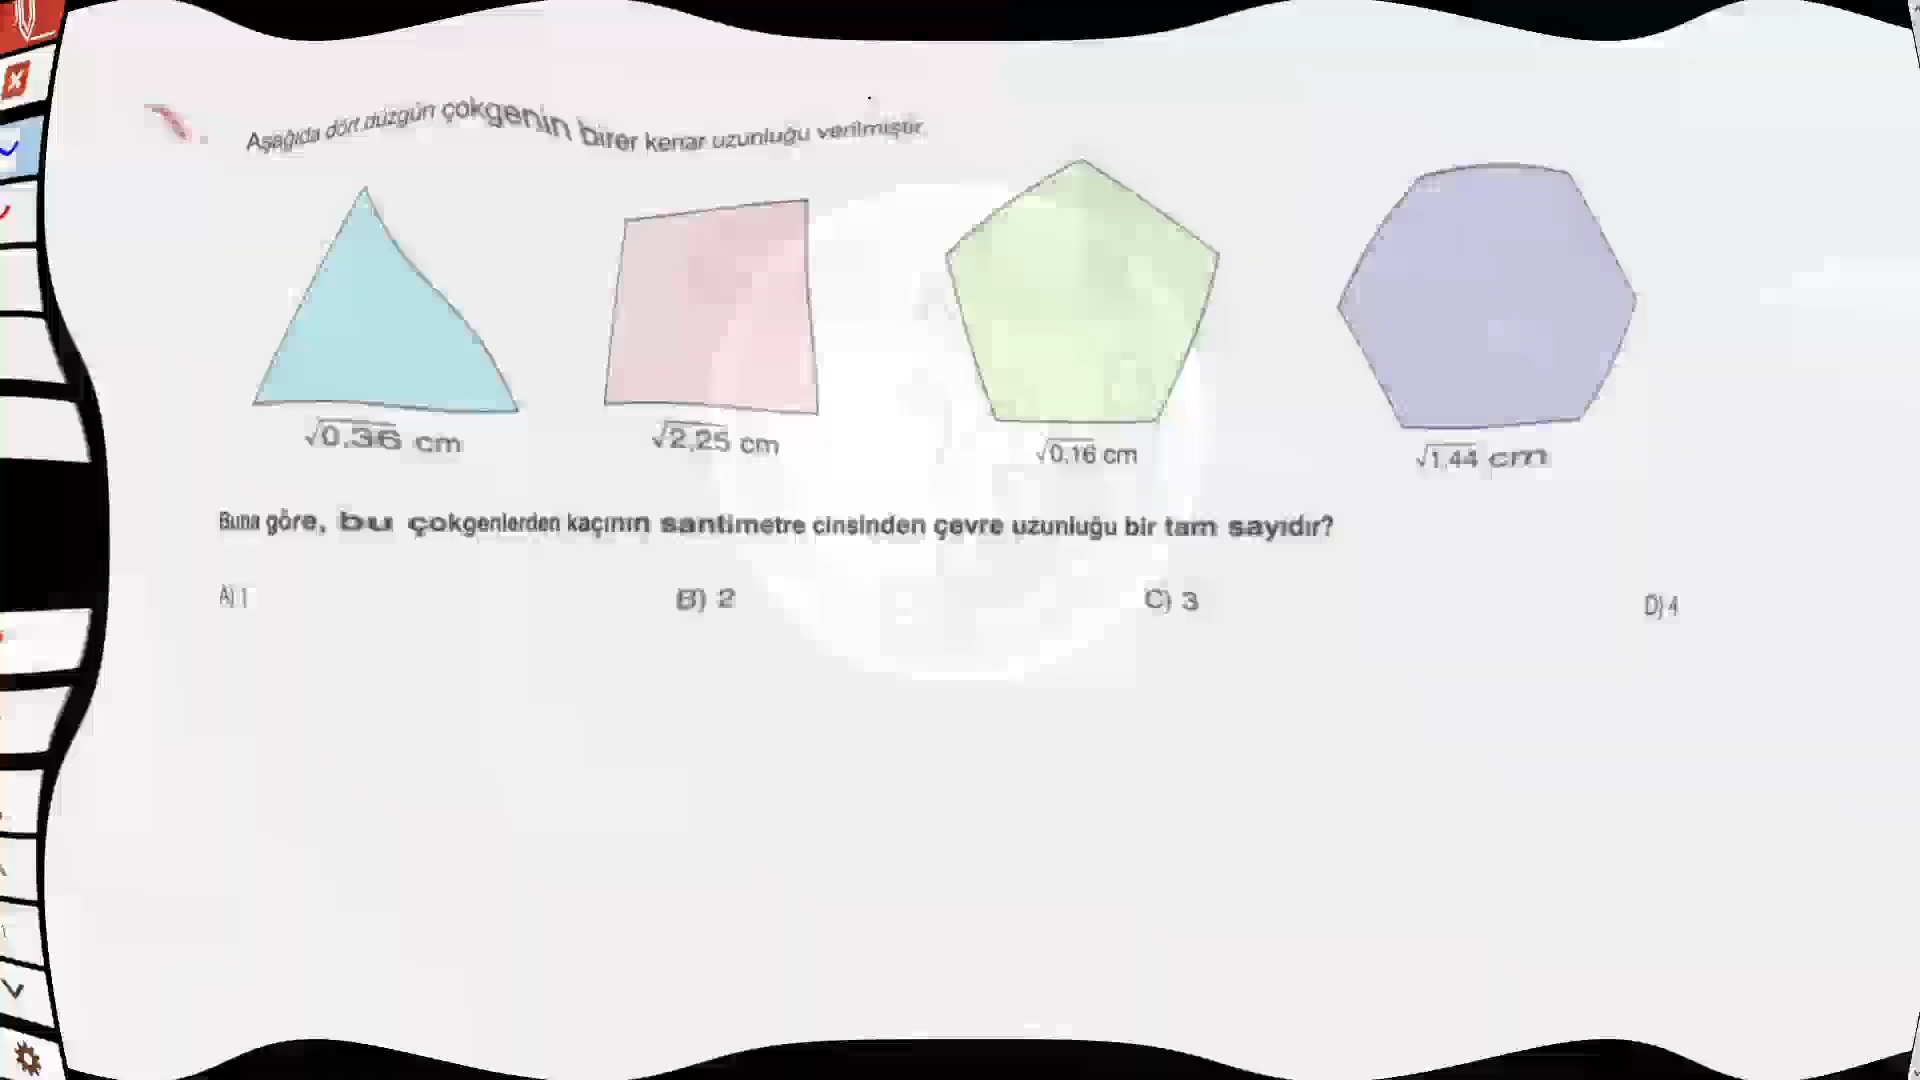 Aşağıda dört düzgün çokgenin birer kenar uzunluğu verilmiştir.
√0,36 cm √2,25 cm √0,16 cm √1,44 cm
Buna göre, bu çokgenlerden kaçının santimetre cinsinden çevre uzunluğu bir tam sayıdır?
A) 1 B) 2 C) 3 D) 4